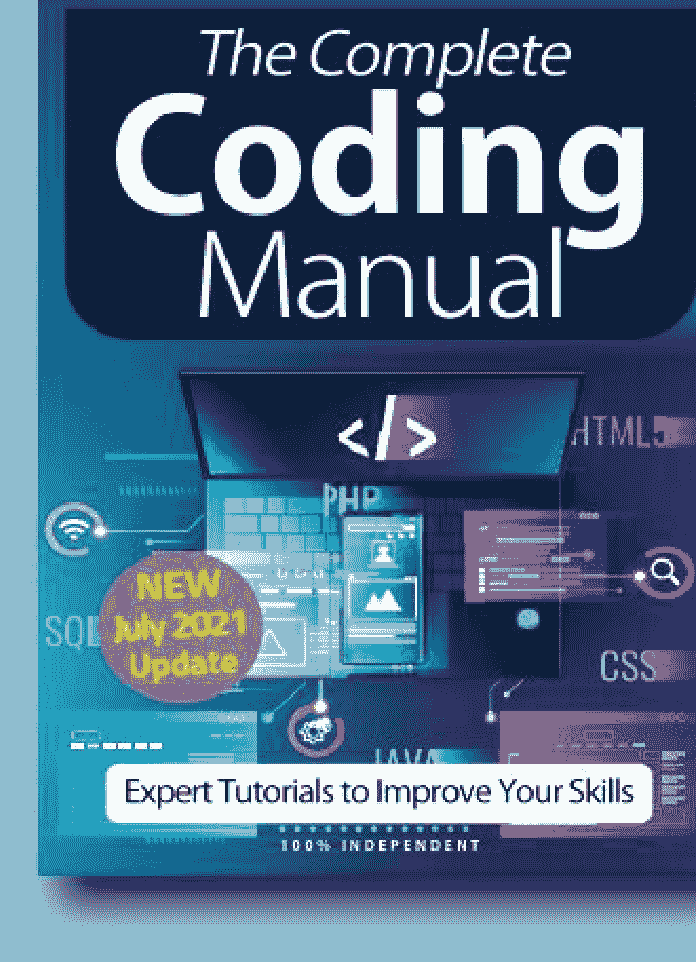 The Complete
Coding
Manual
</>
HTML5
PHP
NEW
July 2021
Update
SQL
CSS
JAVA
Expert Tutorials to Improve Your Skills
100% INDEPENDENT